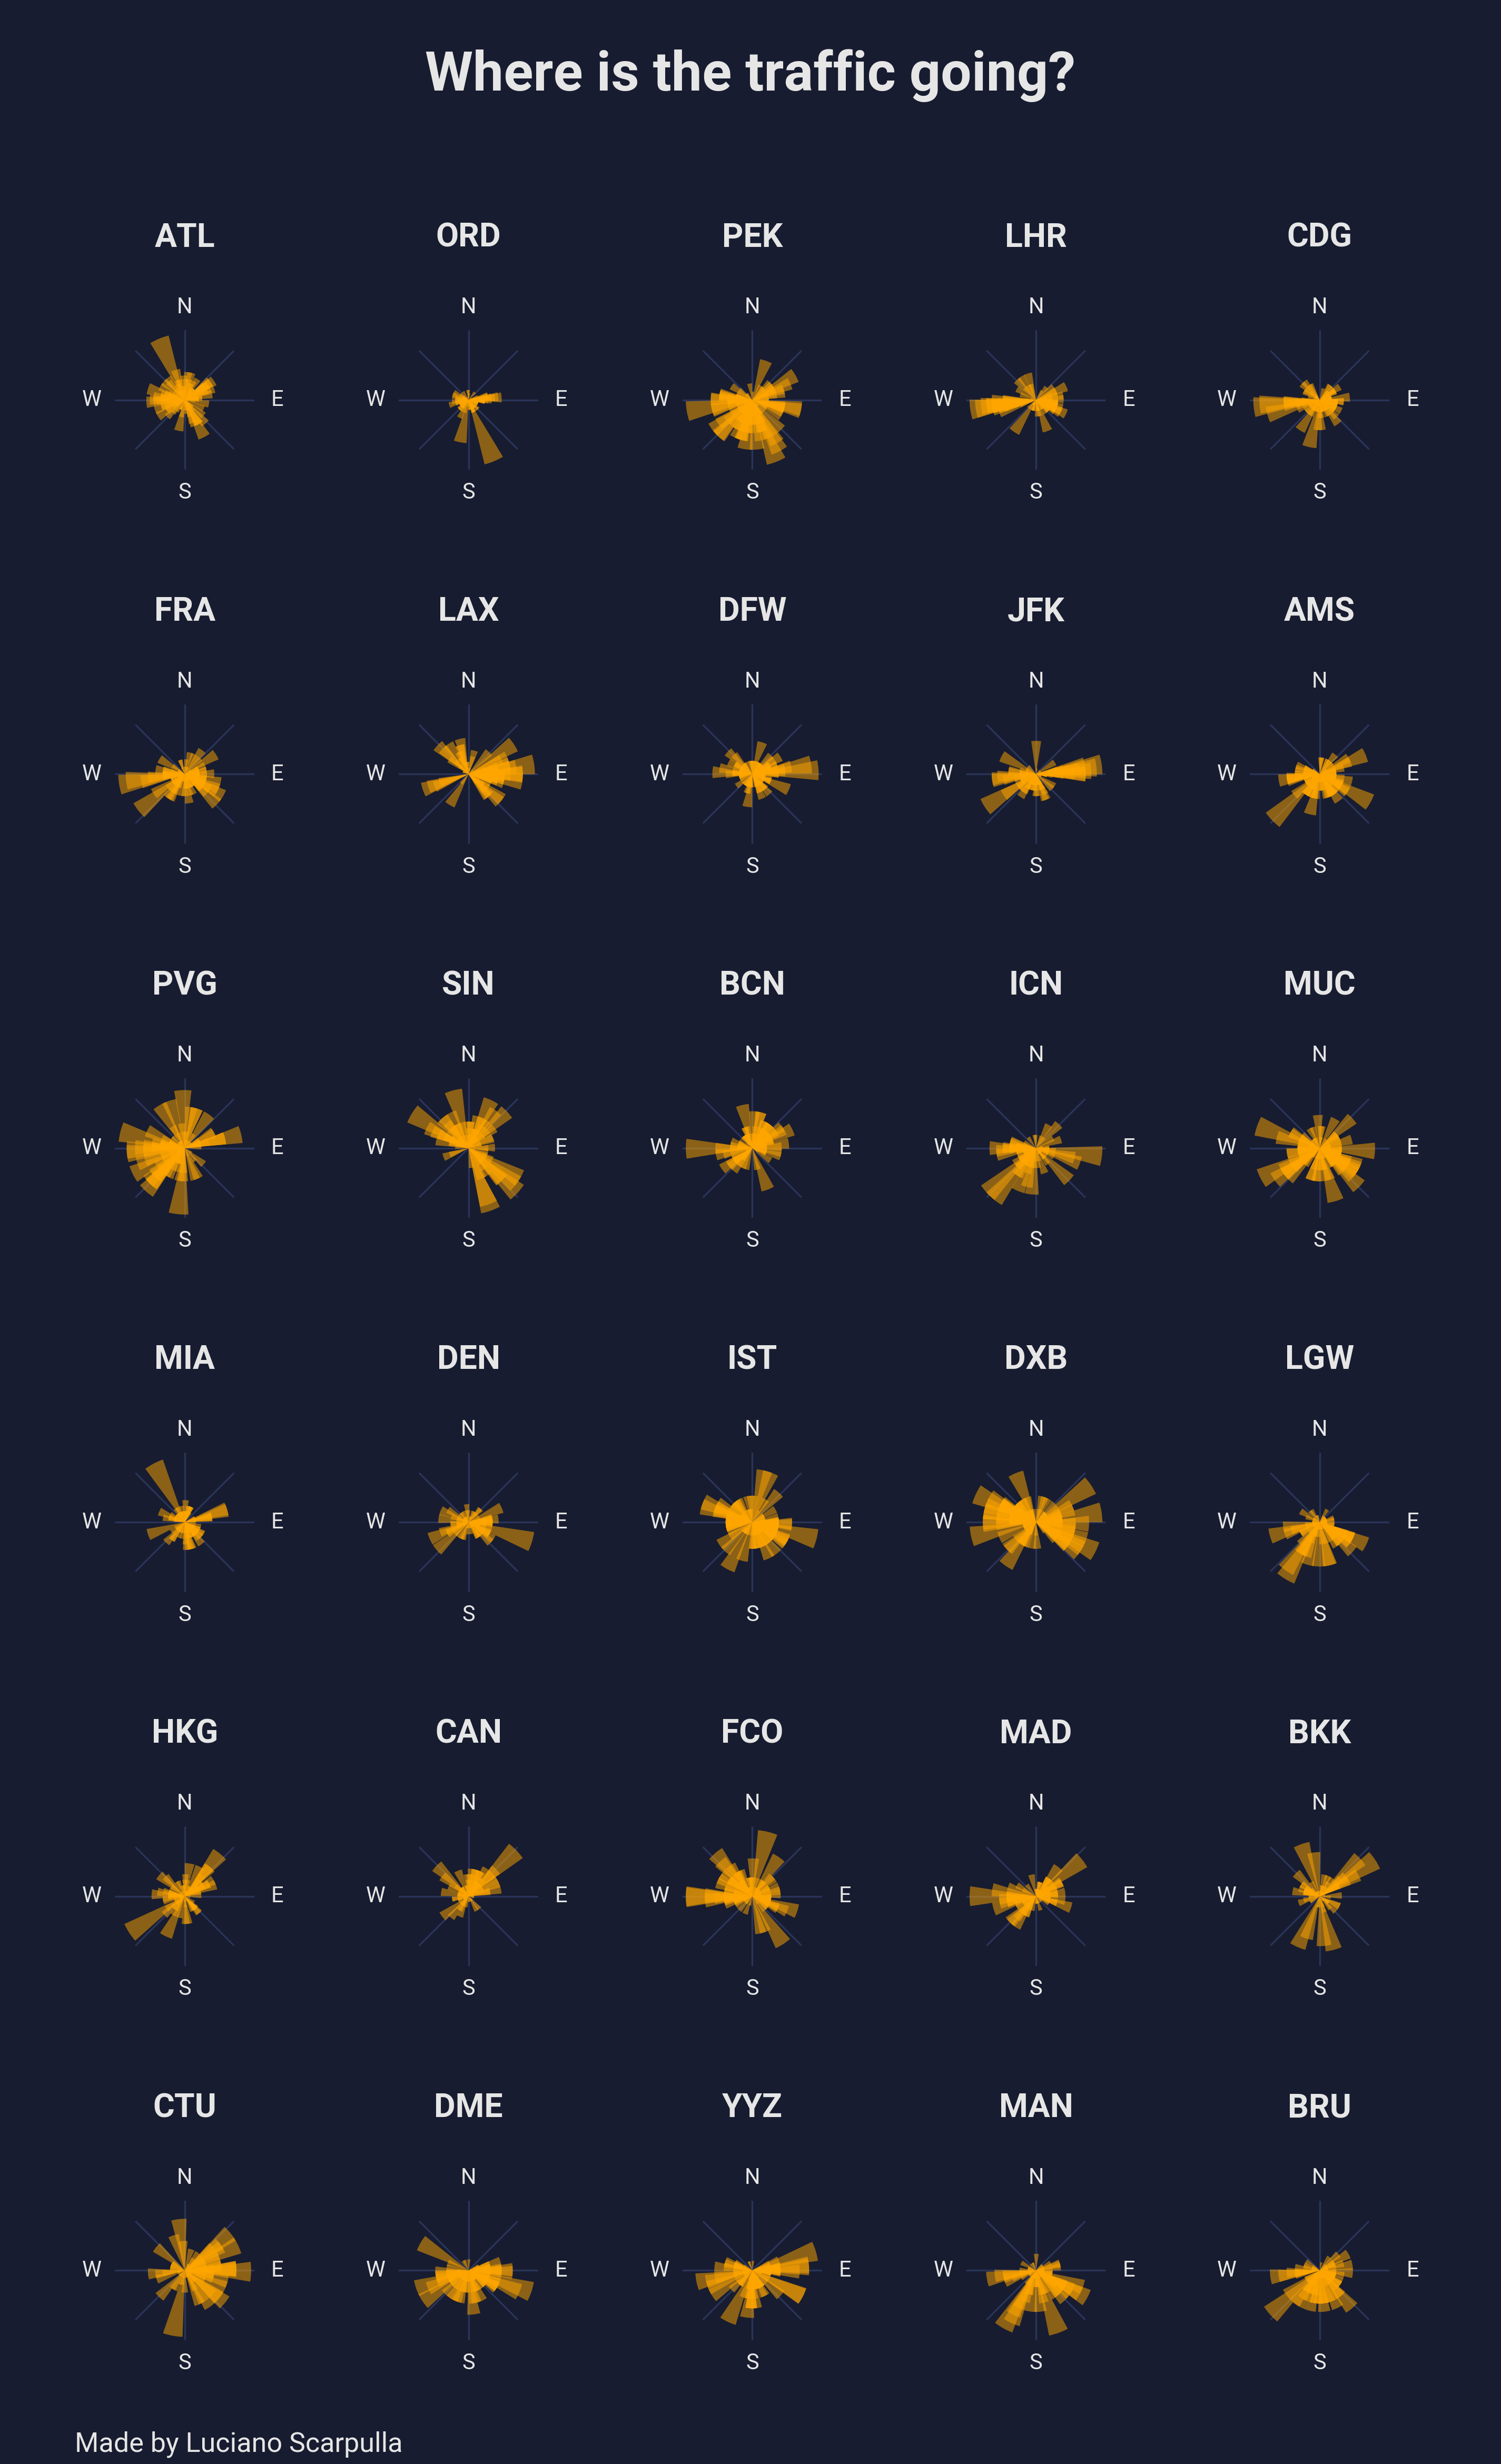 Where is the traffic going?
ATL ORD PEK LHR CDG
N N N N N
W E W E W E W E W E
S S S S S
FRA LAX DFW JFK AMS
N N N N N
W E W E W E W E W E
S S S S S
PVG SIN BCN ICN MUC
N N N N N
W E W E W E W E W E
S S S S S
MIA DEN IST DXB LGW
N N N N N
W E W E W E W E W E
S S S S S
HKG CAN FCO MAD BKK
N N N N N
W E W E W E W E W E
S S S S S
CTU DME YYZ MAN BRU
N N N N N
W E W E W E W E W E
S S S S S
Made by Luciano Scarpulla